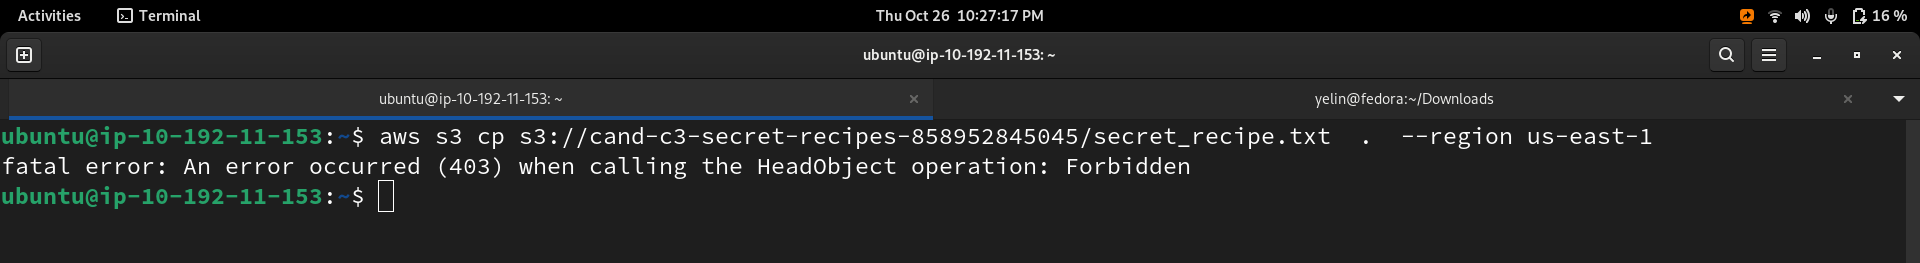 Activities Terminal Thu Oct 26 10:27:17 PM 16 %
ubuntu@ip-10-192-11-153: ~
ubuntu@ip-10-192-11-153: ~ × yelin@fedora:~/Downloads ×
ubuntu@ip-10-192-11-153:~$ aws s3 cp s3://cand-c3-secret-recipes-858952845045/secret_recipe.txt . --region us-east-1
fatal error: An error occurred (403) when calling the HeadObject operation: Forbidden
ubuntu@ip-10-192-11-153:~$